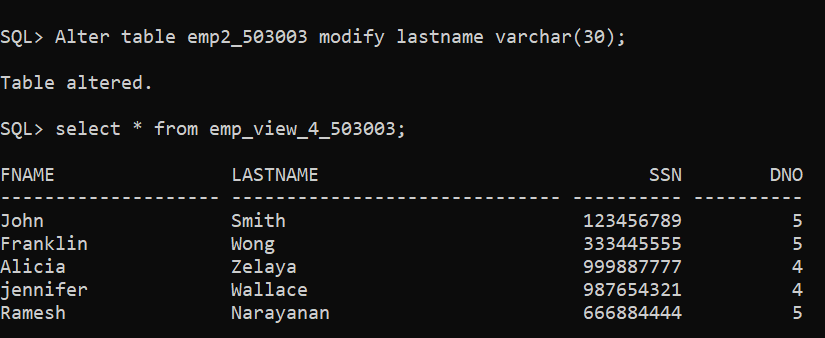 SQL> Alter table emp2_503003 modify lastname varchar(30);
Table altered.
SQL> select * from emp_view_4_503003;
FNAME                LASTNAME                              SSN        DNO
-------------------- ------------------------------ ---------- ----------
John                 Smith                           123456789          5
Franklin             Wong                            333445555          5
Alicia               Zelaya                          999887777          4
jennifer             Wallace                         987654321          4
Ramesh               Narayanan                       666884444          5